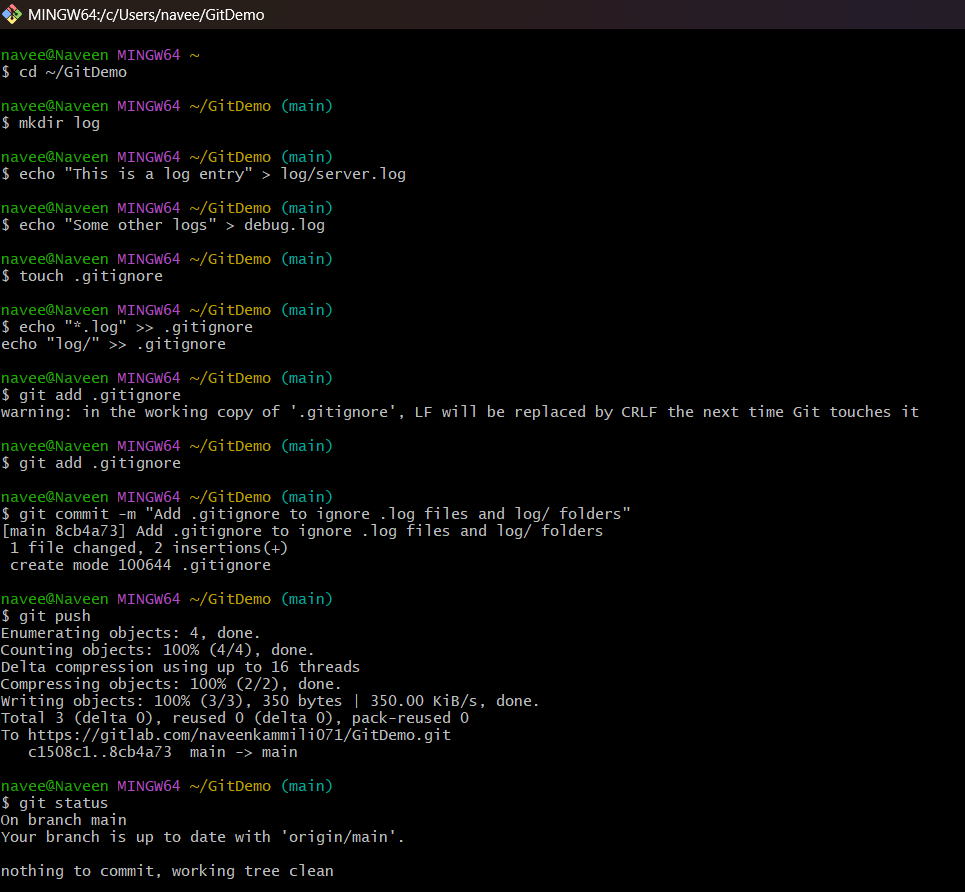 MINGW64:/c/Users/navee/GitDemo
navee@Naveen MINGW64 ~
$ cd ~/GitDemo
navee@Naveen MINGW64 ~/GitDemo (main)
$ mkdir log
navee@Naveen MINGW64 ~/GitDemo (main)
$ echo "This is a log entry" > log/server.log
navee@Naveen MINGW64 ~/GitDemo (main)
$ echo "Some other logs" > debug.log
navee@Naveen MINGW64 ~/GitDemo (main)
$ touch .gitignore
navee@Naveen MINGW64 ~/GitDemo (main)
$ echo "*.log" >> .gitignore
echo "log/" >> .gitignore
navee@Naveen MINGW64 ~/GitDemo (main)
$ git add .gitignore
warning: in the working copy of '.gitignore', LF will be replaced by CRLF the next time Git touches it
navee@Naveen MINGW64 ~/GitDemo (main)
$ git add .gitignore
navee@Naveen MINGW64 ~/GitDemo (main)
$ git commit -m "Add .gitignore to ignore .log files and log/ folders"
[main 8cb4a73] Add .gitignore to ignore .log files and log/ folders
 1 file changed, 2 insertions(+)
 create mode 100644 .gitignore
navee@Naveen MINGW64 ~/GitDemo (main)
$ git push
Enumerating objects: 4, done.
Counting objects: 100% (4/4), done.
Delta compression using up to 16 threads
Compressing objects: 100% (2/2), done.
Writing objects: 100% (3/3), 350 bytes | 350.00 KiB/s, done.
Total 3 (delta 0), reused 0 (delta 0), pack-reused 0
To https://gitlab.com/naveenkammili071/GitDemo.git
   c1508c1..8cb4a73  main -> main
navee@Naveen MINGW64 ~/GitDemo (main)
$ git status
On branch main
Your branch is up to date with 'origin/main'.
nothing to commit, working tree clean